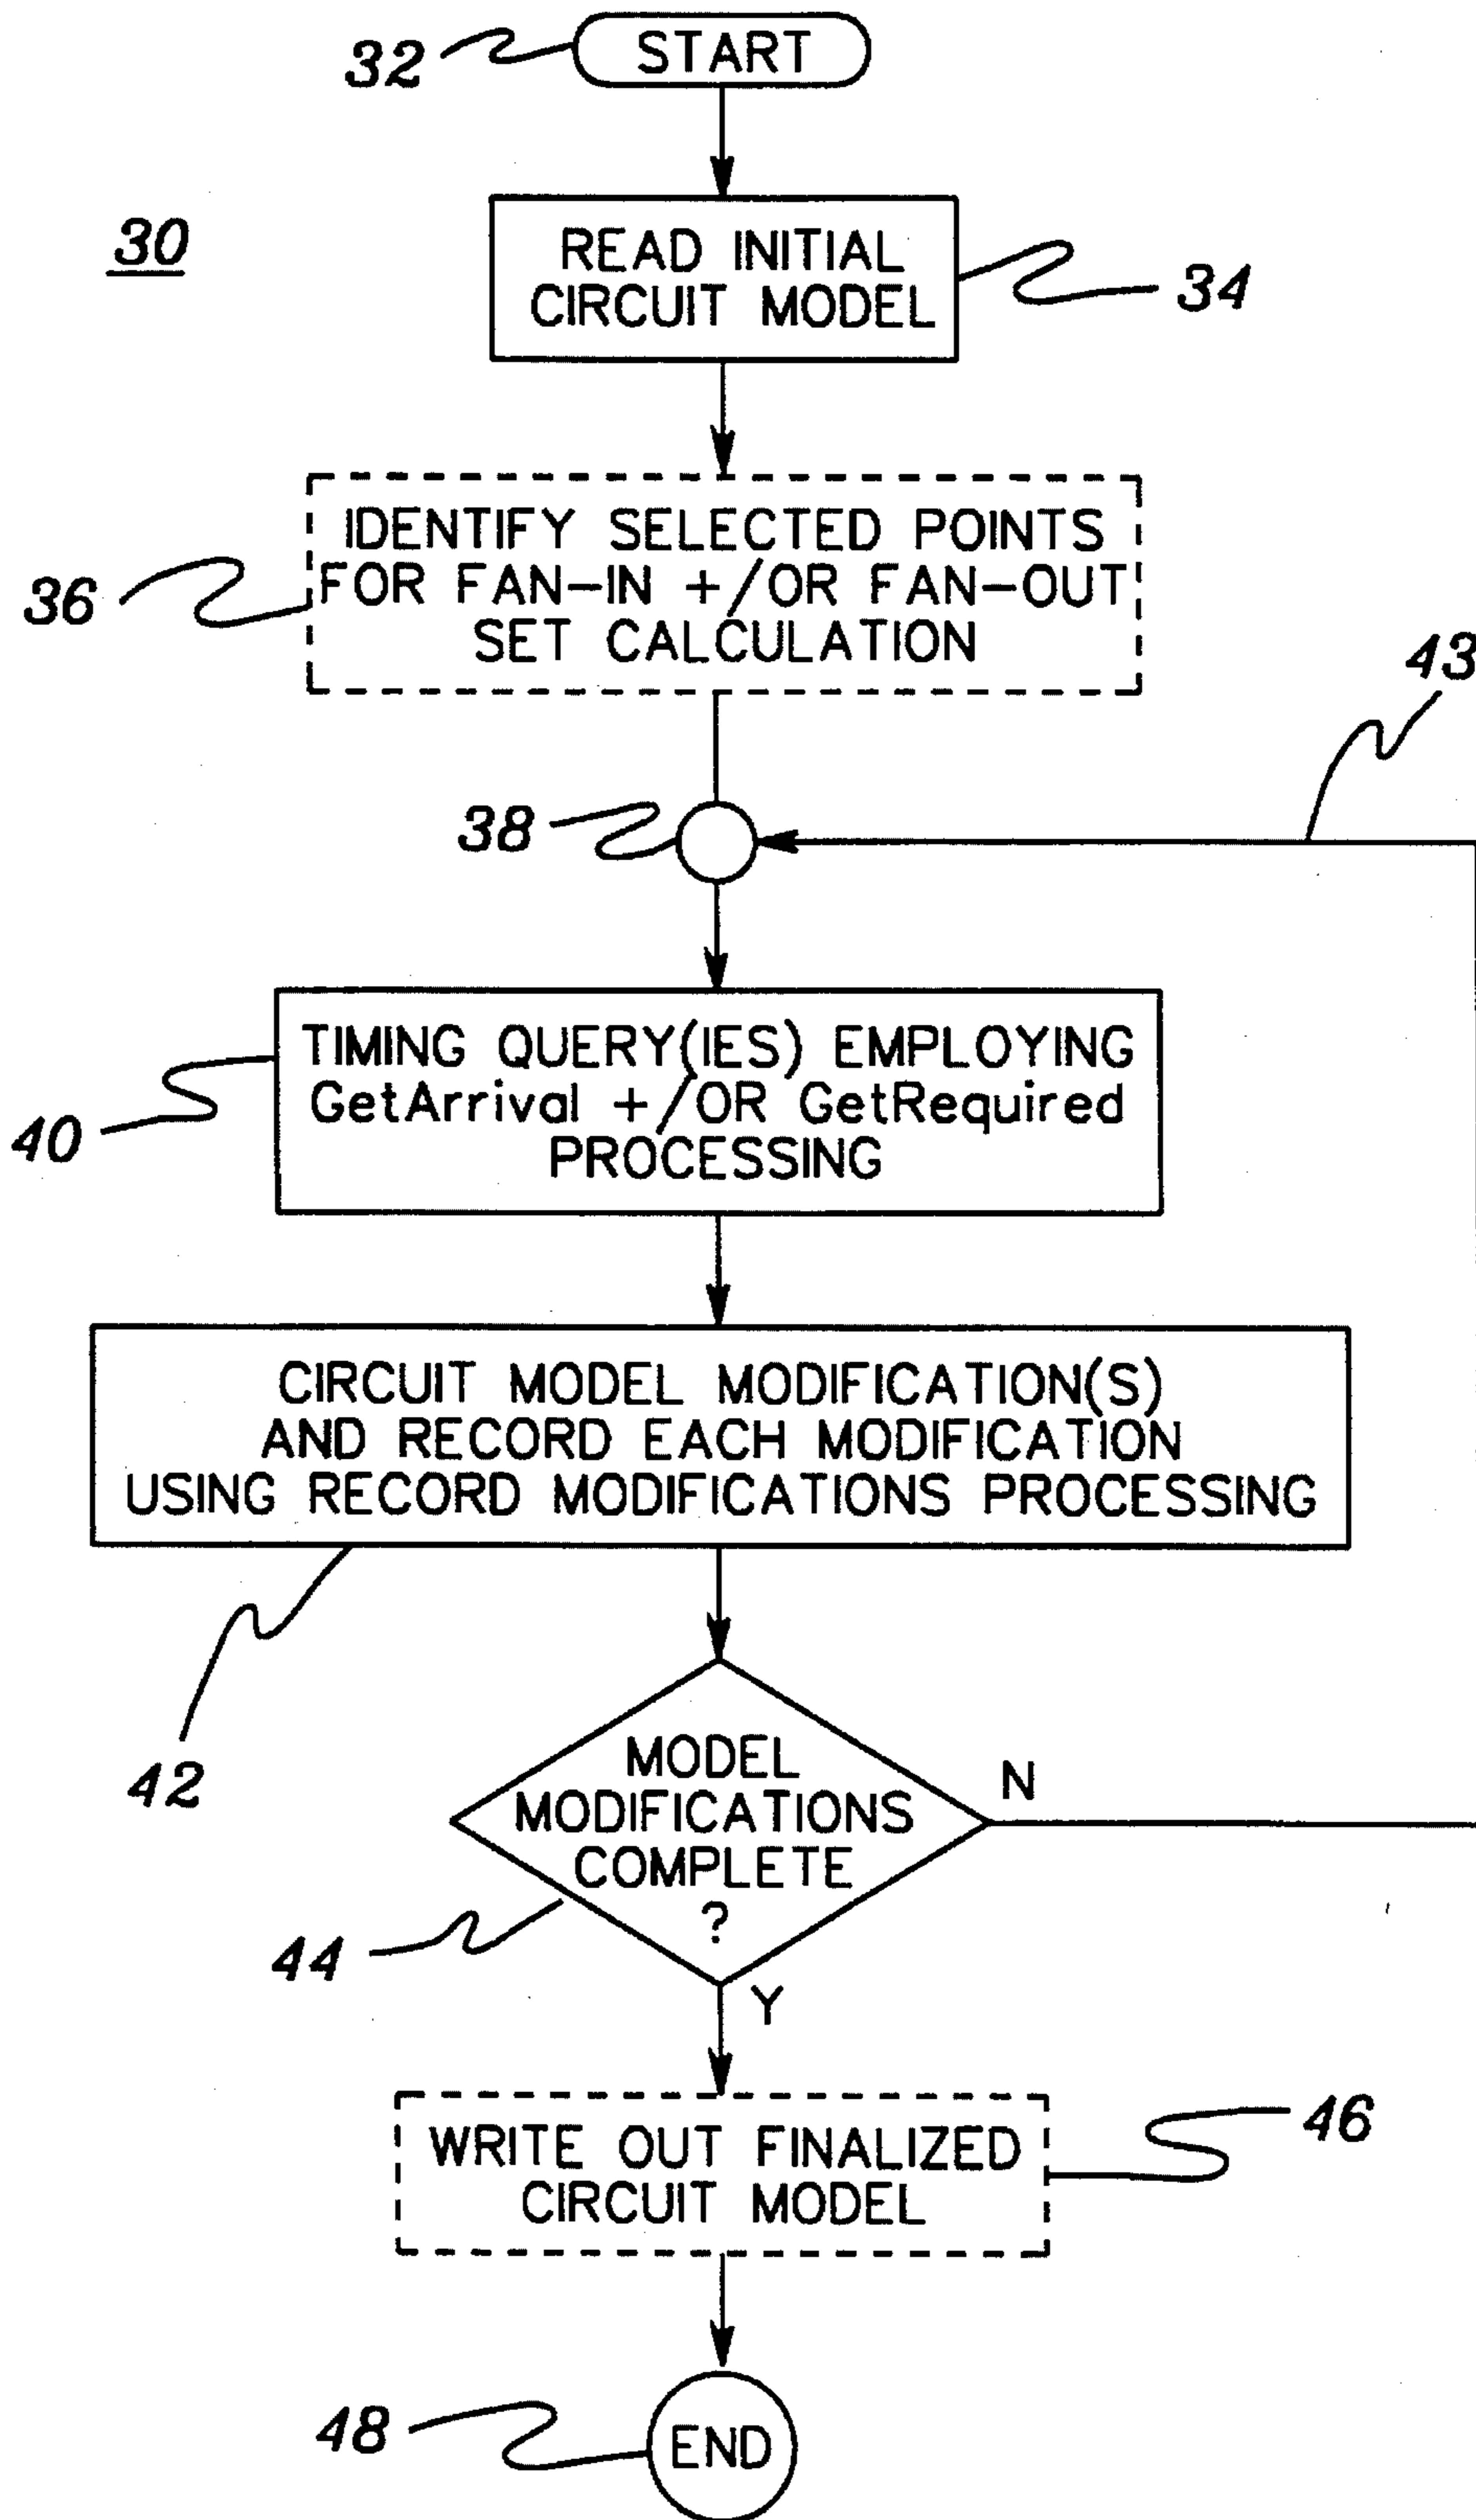 32
START
30
READ INITIAL
CIRCUIT MODEL
34
IDENTIFY SELECTED POINTS
FOR FAN-IN +/OR FAN-OUT
SET CALCULATION
36
43
38
TIMING QUERY(IES) EMPLOYING
GetArrival +/OR GetRequired
PROCESSING
40
CIRCUIT MODEL MODIFICATION(S)
AND RECORD EACH MODIFICATION
USING RECORD MODIFICATIONS PROCESSING
42
MODEL
MODIFICATIONS
COMPLETE
?
N
44
Y
WRITE OUT FINALIZED
CIRCUIT MODEL
46
48
END